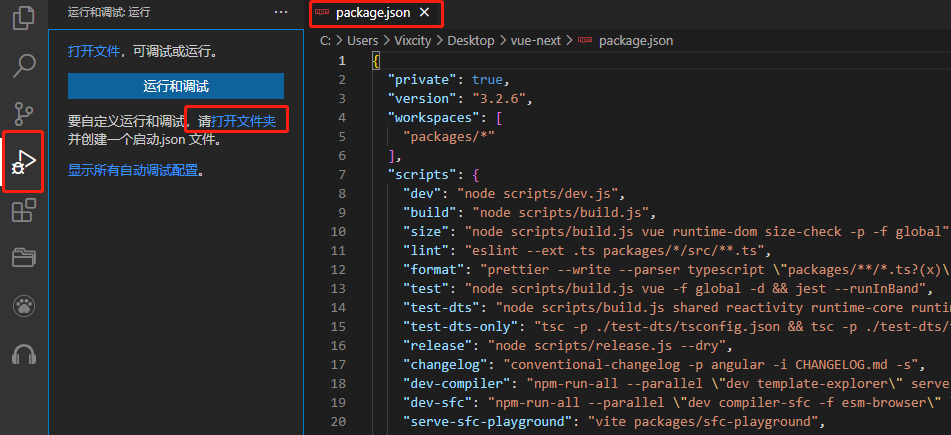 运行和调试: 运行
打开文件，可调试或运行。
运行和调试
要自定义运行和调试，请打开文件夹
并创建一个启动.json 文件。
显示所有自动调试配置。
package.json
C: > Users > Vixcity > Desktop > vue-next > package.json
1 {
2 "private": true,
3 "version": "3.2.6",
4 "workspaces": [
5 "packages/*"
6 ],
7 "scripts": {
8 "dev": "node scripts/dev.js",
9 "build": "node scripts/build.js",
10 "size": "node scripts/build.js vue runtime-dom size-check -p -f global"
11 "lint": "eslint --ext .ts packages/*/src/**.ts",
12 "format": "prettier --write --parser typescript \"packages/**/*.ts?(x)\
13 "test": "node scripts/build.js vue -f global -d && jest --runInBand",
14 "test-dts": "node scripts/build.js shared reactivity runtime-core runtim
15 "test-dts-only": "tsc -p ./test-dts/tsconfig.json && tsc -p ./test-dts/t
16 "release": "node scripts/release.js --dry",
17 "changelog": "conventional-changelog -p angular -i CHANGELOG.md -s",
18 "dev-compiler": "npm-run-all --parallel \"dev template-explorer\" serve
19 "dev-sfc": "npm-run-all --parallel \"dev compiler-sfc -f esm-browser\" \
20 "serve-sfc-playground": "vite packages/sfc-playground",